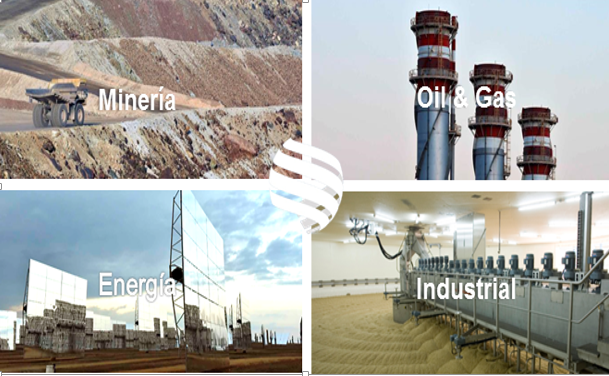 Minería
Oil & Gas
Energía
Industrial